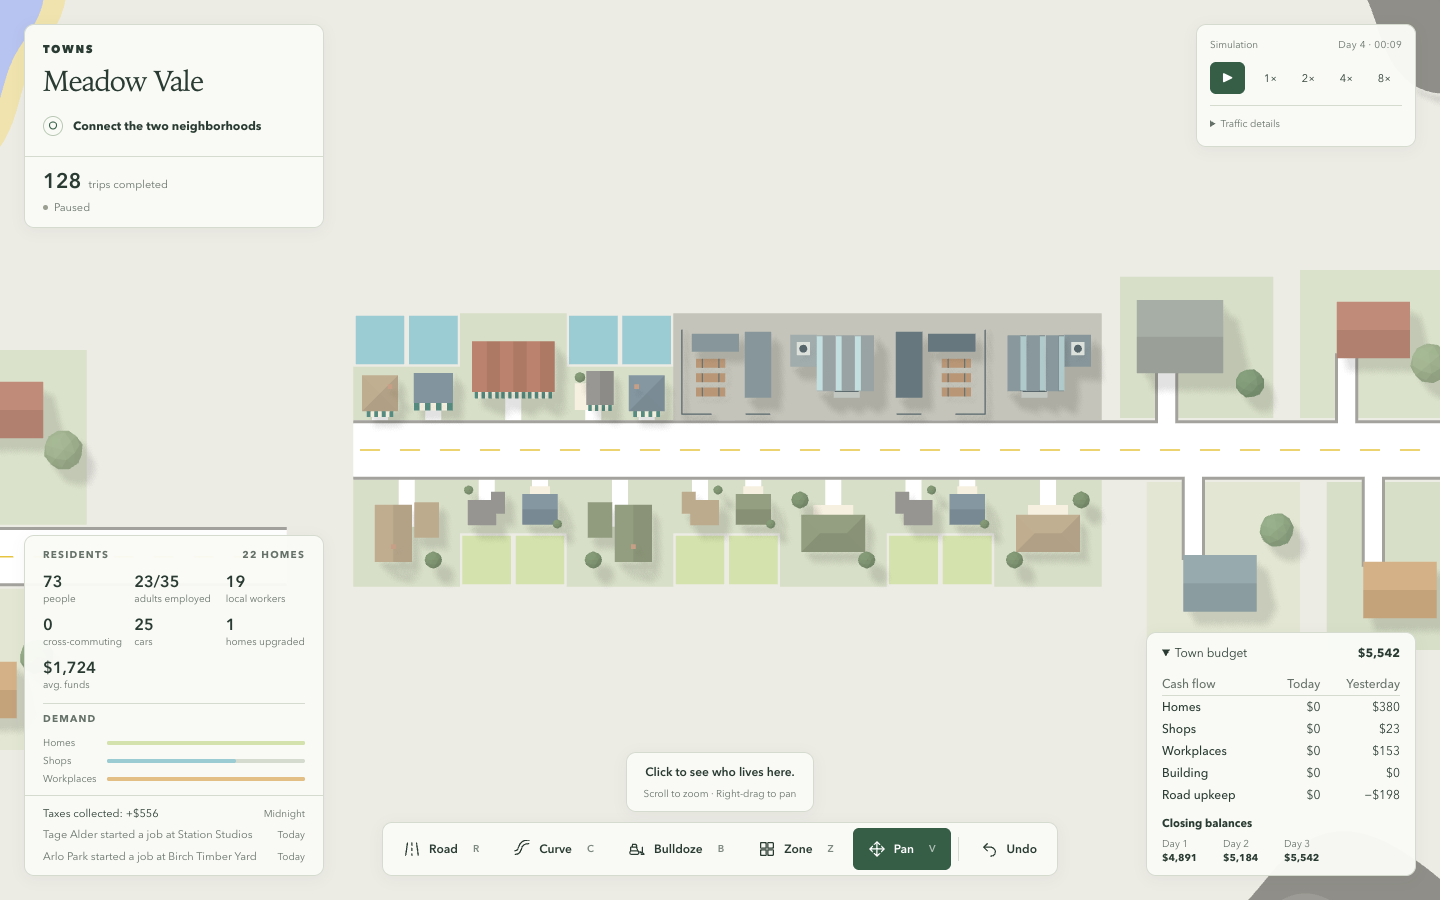 TOWNS
Meadow Vale
Connect the two neighborhoods
128 trips completed
Paused
Simulation Day 4 · 00:09
1× 2× 4× 8×
Traffic details
RESIDENTS 22 HOMES
73 23/35 19
people adults employed local workers
0 25 1
cross-commuting cars homes upgraded
$1,724
avg. funds
DEMAND
Homes
Shops
Workplaces
Taxes collected: +$556 Midnight
Tage Alder started a job at Station Studios Today
Arlo Park started a job at Birch Timber Yard Today
Click to see who lives here.
Scroll to zoom · Right-drag to pan
Road R Curve C Bulldoze B Zone Z Pan V Undo
Town budget $5,542
Cash flow Today Yesterday
Homes $0 $380
Shops $0 $23
Workplaces $0 $153
Building $0 $0
Road upkeep $0 −$198
Closing balances
Day 1 Day 2 Day 3
$4,891 $5,184 $5,542